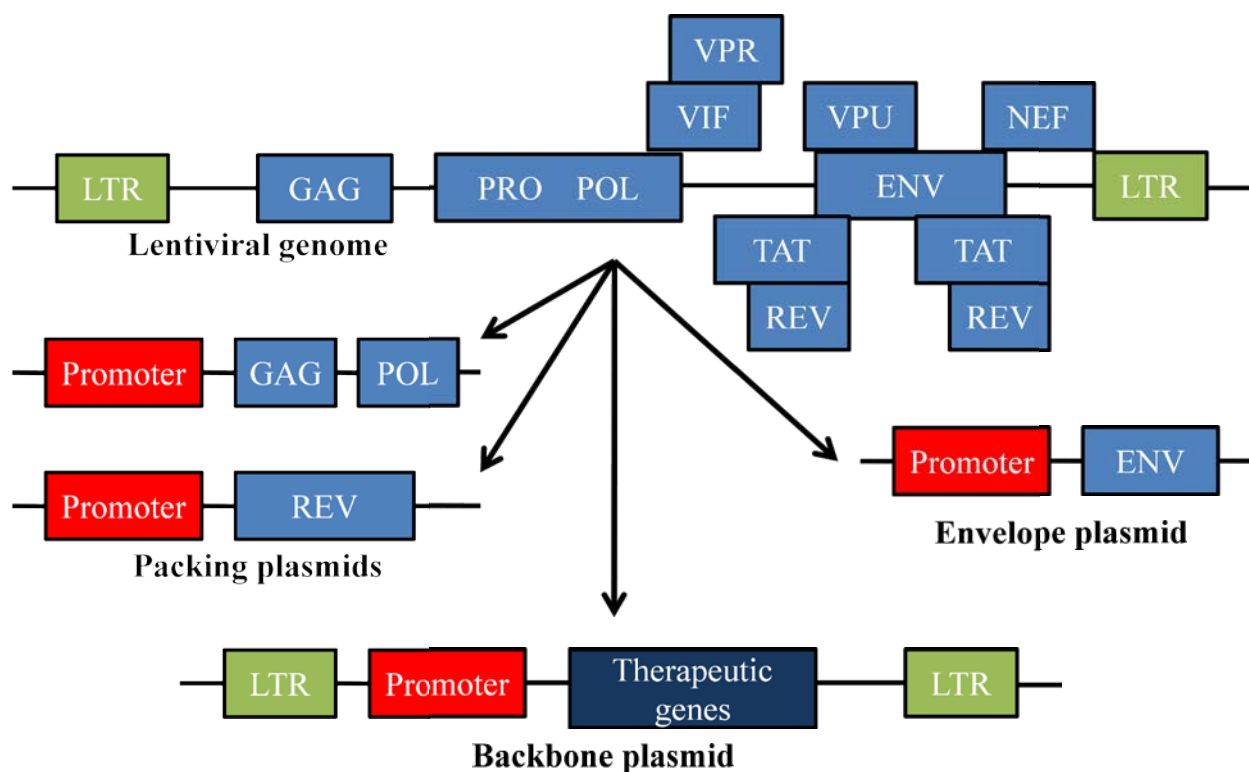 VPR
VIF VPU NEF
LTR GAG PRO POL ENV LTR
Lentiviral genome
TAT TAT
REV REV
Promoter GAG POL
Promoter ENV
Promoter REV
Envelope plasmid
Packing plasmids
LTR Promoter Therapeutic genes LTR
Backbone plasmid